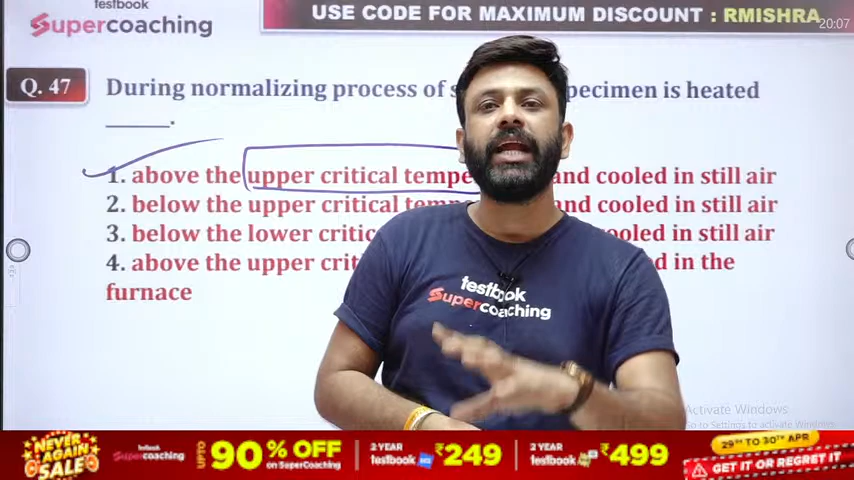 testbook
Supercoaching
USE CODE FOR MAXIMUM DISCOUNT : RMISHRA
20:07
Q. 47
During normalizing process of s pecimen is heated
______.
1. above the upper critical tempe and cooled in still air
2. below the upper critical temp and cooled in still air
3. below the lower critic ooled in still air
4. above the upper crit d in the
furnace
testbook
Supercoaching
Activate Windows
Go to Settings to activate Windows
NEVER
AGAIN
SALE
testbook
Supercoaching
UPTO 90% OFF
on SuperCoaching
2 YEAR
testbook
₹249
2 YEAR
testbook
₹499
29TH TO 30TH APR
GET IT OR REGRET IT